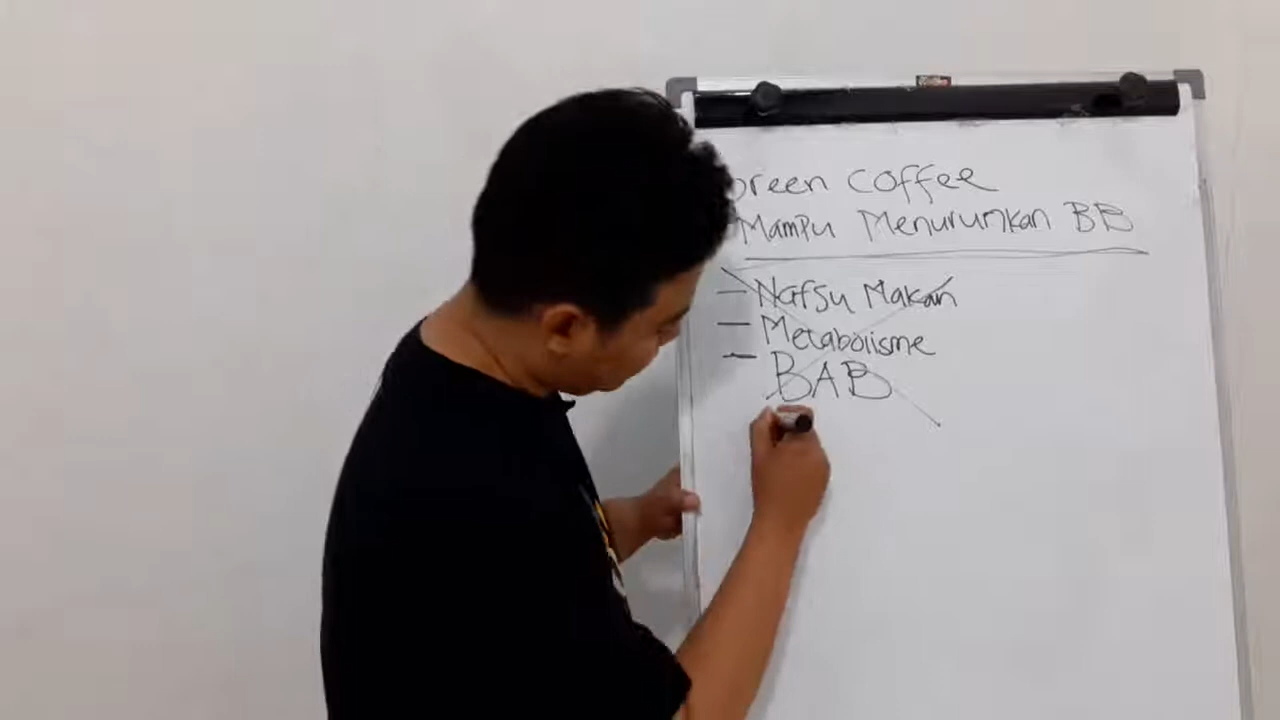 Green Coffee
Mampu Menurunkan BB
- Nafsu Makan
- Metabolisme
- BAB